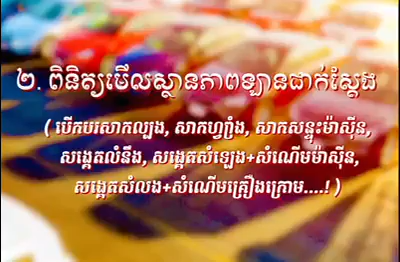 ២. ពិនិត្យមើលស្ថានភាពឡានជាក់ស្ដែង
( បើកបរសាកល្បង, សាកហ្វ្រាំង, សាកសន្ទុះម៉ាស៊ីន,
សង្កេតលំនឹង, សង្កេតសំឡេង+សំណើមម៉ាស៊ីន,
សង្កេតសំលេង+សំណើមគ្រឿងក្រោម....! )